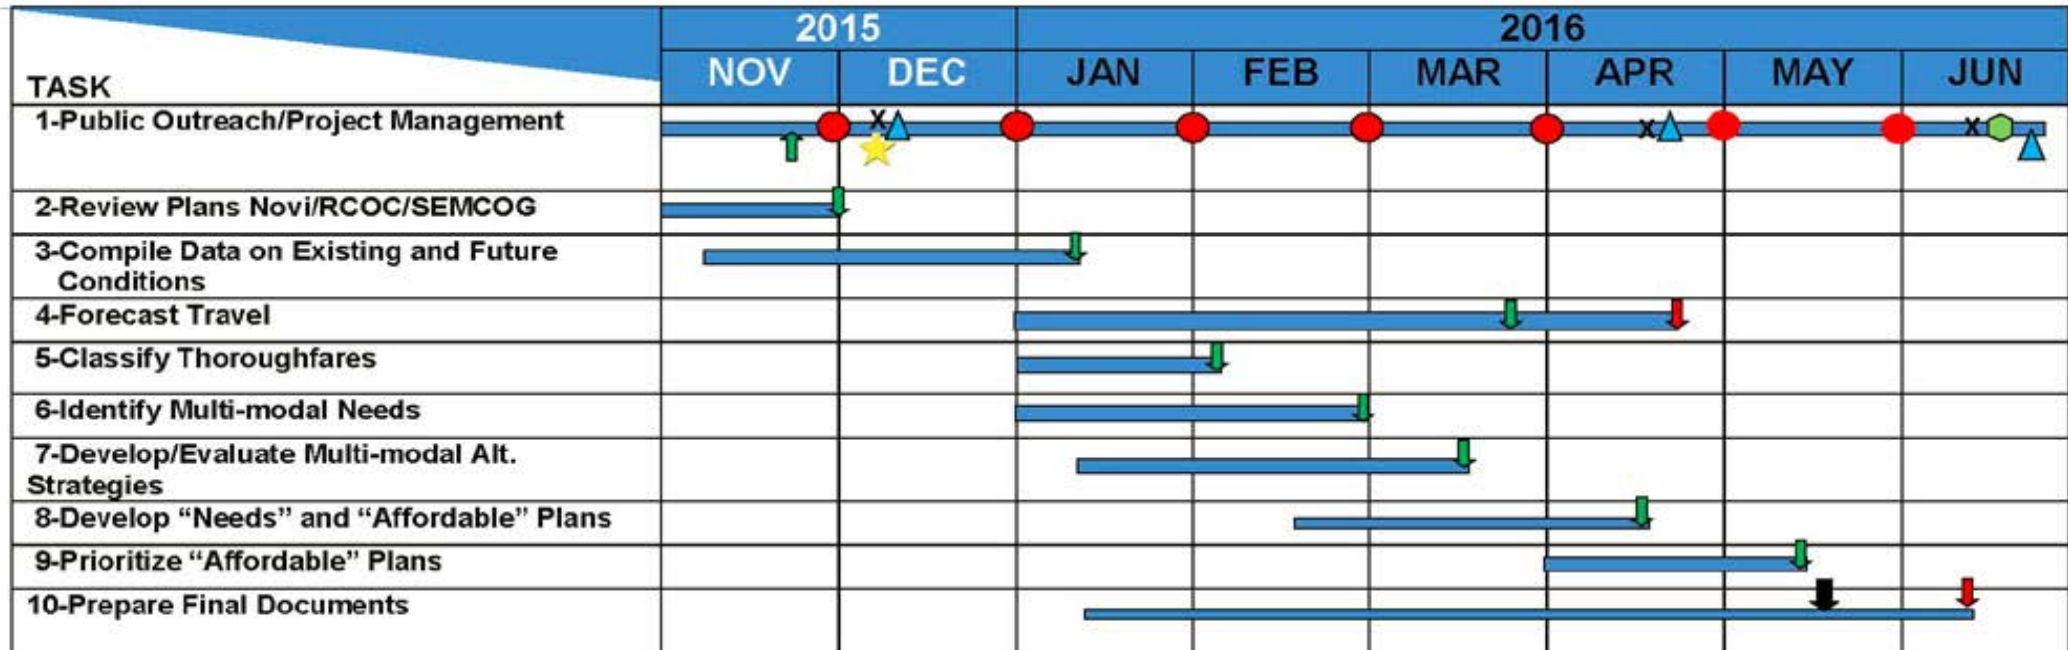 2015 2016
TASK NOV DEC JAN FEB MAR APR MAY JUN
1-Public Outreach/Project Management
X X X
2-Review Plans Novi/RCOC/SEMCOG
3-Compile Data on Existing and Future
Conditions
4-Forecast Travel
5-Classify Thoroughfares
6-Identify Multi-modal Needs
7-Develop/Evaluate Multi-modal Alt.
Strategies
8-Develop “Needs” and “Affordable” Plans
9-Prioritize “Affordable” Plans
10-Prepare Final Documents